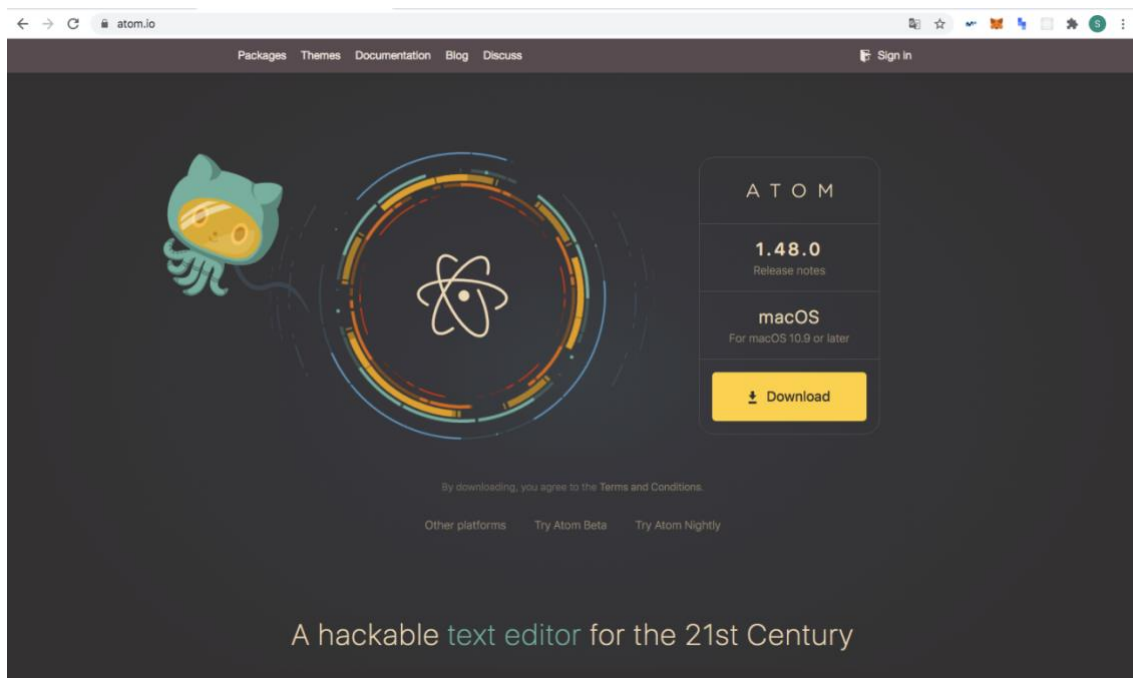 atom.io
S
Packages Themes Documentation Blog Discuss Sign in
ATOM
1.48.0
Release notes
macOS
For macOS 10.9 or later
Download
By downloading, you agree to the Terms and Conditions.
Other platforms Try Atom Beta Try Atom Nightly
A hackable text editor for the 21st Century